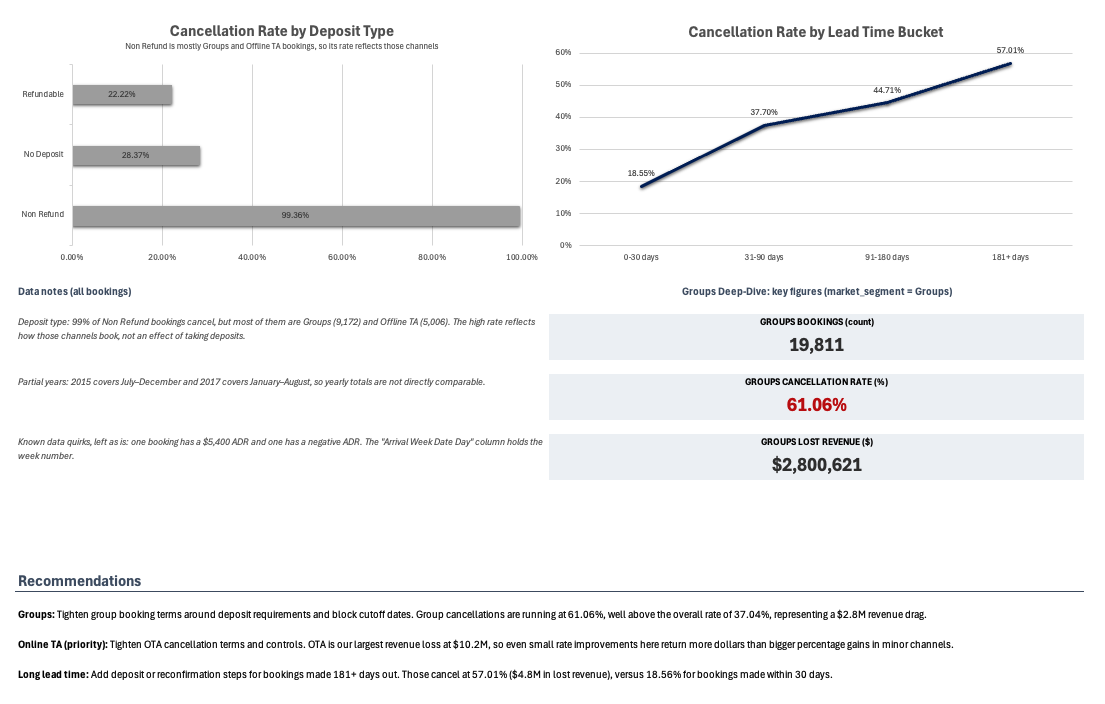 Cancellation Rate by Deposit Type
Non Refund is mostly Groups and Offline TA bookings, so its rate reflects those channels
Refundable
22.22%
No Deposit
28.37%
Non Refund
99.36%
0.00%
20.00%
40.00%
60.00%
80.00%
100.00%
Cancellation Rate by Lead Time Bucket
60%
50%
40%
30%
20%
10%
0%
18.55%
37.70%
44.71%
57.01%
0-30 days
31-90 days
91-180 days
181+ days
Data notes (all bookings)
Deposit type: 99% of Non Refund bookings cancel, but most of them are Groups (9,172) and Offline TA (5,006). The high rate reflects
how those channels book, not an effect of taking deposits.
Partial years: 2015 covers July–December and 2017 covers January–August, so yearly totals are not directly comparable.
Known data quirks, left as is: one booking has a $5,400 ADR and one has a negative ADR. The "Arrival Week Date Day" column holds the
week number.
Groups Deep-Dive: key figures (market_segment = Groups)
GROUPS BOOKINGS (count)
19,811
GROUPS CANCELLATION RATE (%)
61.06%
GROUPS LOST REVENUE ($)
$2,800,621
Recommendations
Groups: Tighten group booking terms around deposit requirements and block cutoff dates. Group cancellations are running at 61.06%, well above the overall rate of 37.04%, representing a $2.8M revenue drag.
Online TA (priority): Tighten OTA cancellation terms and controls. OTA is our largest revenue loss at $10.2M, so even small rate improvements here return more dollars than bigger percentage gains in minor channels.
Long lead time: Add deposit or reconfirmation steps for bookings made 181+ days out. Those cancel at 57.01% ($4.8M in lost revenue), versus 18.56% for bookings made within 30 days.